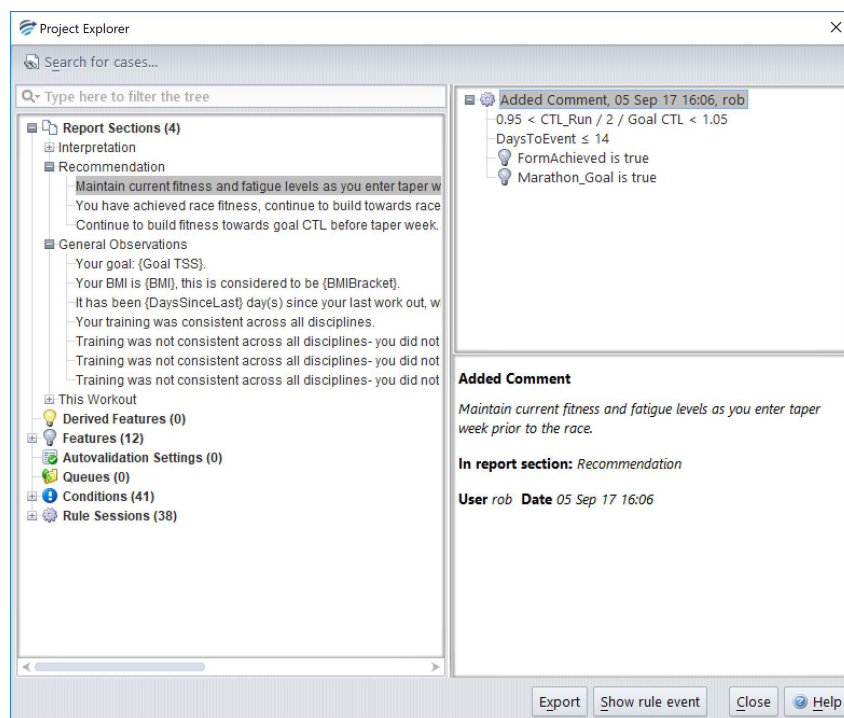 Project Explorer
Search for cases...
Type here to filter the tree
Report Sections (4)
Interpretation
Recommendation
Maintain current fitness and fatigue levels as you enter taper w
You have achieved race fitness, continue to build towards race
Continue to build fitness towards goal CTL before taper week.
General Observations
Your goal: {Goal TSS}.
Your BMI is {BMI}, this is considered to be {BMIBracket}.
It has been {DaysSinceLast} day(s) since your last work out, w
Your training was consistent across all disciplines.
Training was not consistent across all disciplines- you did not
Training was not consistent across all disciplines- you did not
Training was not consistent across all disciplines- you did not
This Workout
Derived Features (0)
Features (12)
Autovalidation Settings (0)
Queues (0)
Conditions (41)
Rule Sessions (38)
Added Comment, 05 Sep 17 16:06, rob
0.95 < CTL_Run / 2 / Goal CTL < 1.05
DaysToEvent ≤ 14
FormAchieved is true
Marathon_Goal is true
Added Comment
Maintain current fitness and fatigue levels as you enter taper
week prior to the race.
In report section: Recommendation
User rob Date 05 Sep 17 16:06
Export Show rule event Close Help